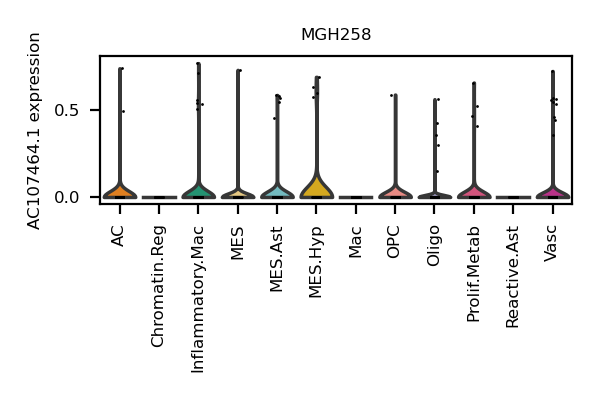 MGH258
AC107464.1 expression
0.5
0.0
AC
Chromatin.Reg
Inflammatory.Mac
MES
MES.Ast
MES.Hyp
Mac
OPC
Oligo
Prolif.Metab
Reactive.Ast
Vasc